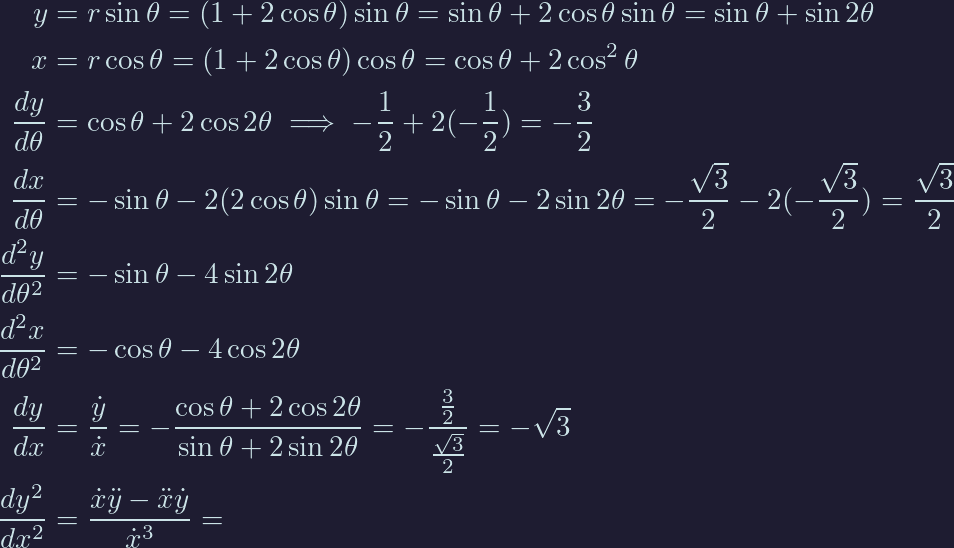 y = r sin θ = (1 + 2 cos θ) sin θ = sin θ + 2 cos θ sin θ = sin θ + sin 2θ
x = r cos θ = (1 + 2 cos θ) cos θ = cos θ + 2 cos² θ
dy/dθ = cos θ + 2 cos 2θ ⟹ −1/2 + 2(−1/2) = −3/2
dx/dθ = − sin θ − 2(2 cos θ) sin θ = − sin θ − 2 sin 2θ = −√3/2 − 2(−√3/2) = √3/2
d²y/dθ² = − sin θ − 4 sin 2θ
d²x/dθ² = − cos θ − 4 cos 2θ
dy/dx = ẏ/ẋ = −(cos θ + 2 cos 2θ)/(sin θ + 2 sin 2θ) = −(3/2)/(√3/2) = −√3
dy²/dx² = (ẋÿ − ẍẏ)/ẋ³ =